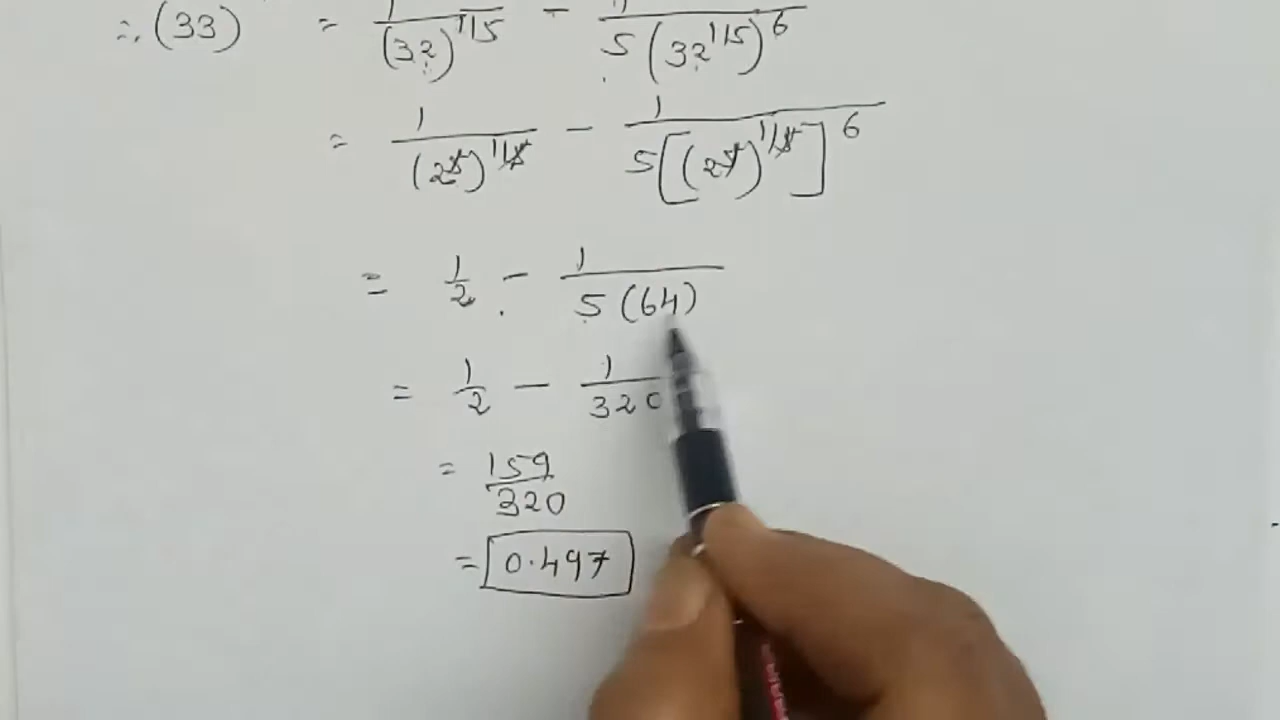 ∴ (33) = 1/(32)^1/5 - 1/5(32^1/5)^6
= 1/(2^5)^1/5 - 1/5[(2^5)^1/5]^6
= 1/2 - 1/5(64)
= 1/2 - 1/320
= 159/320
= 0.497